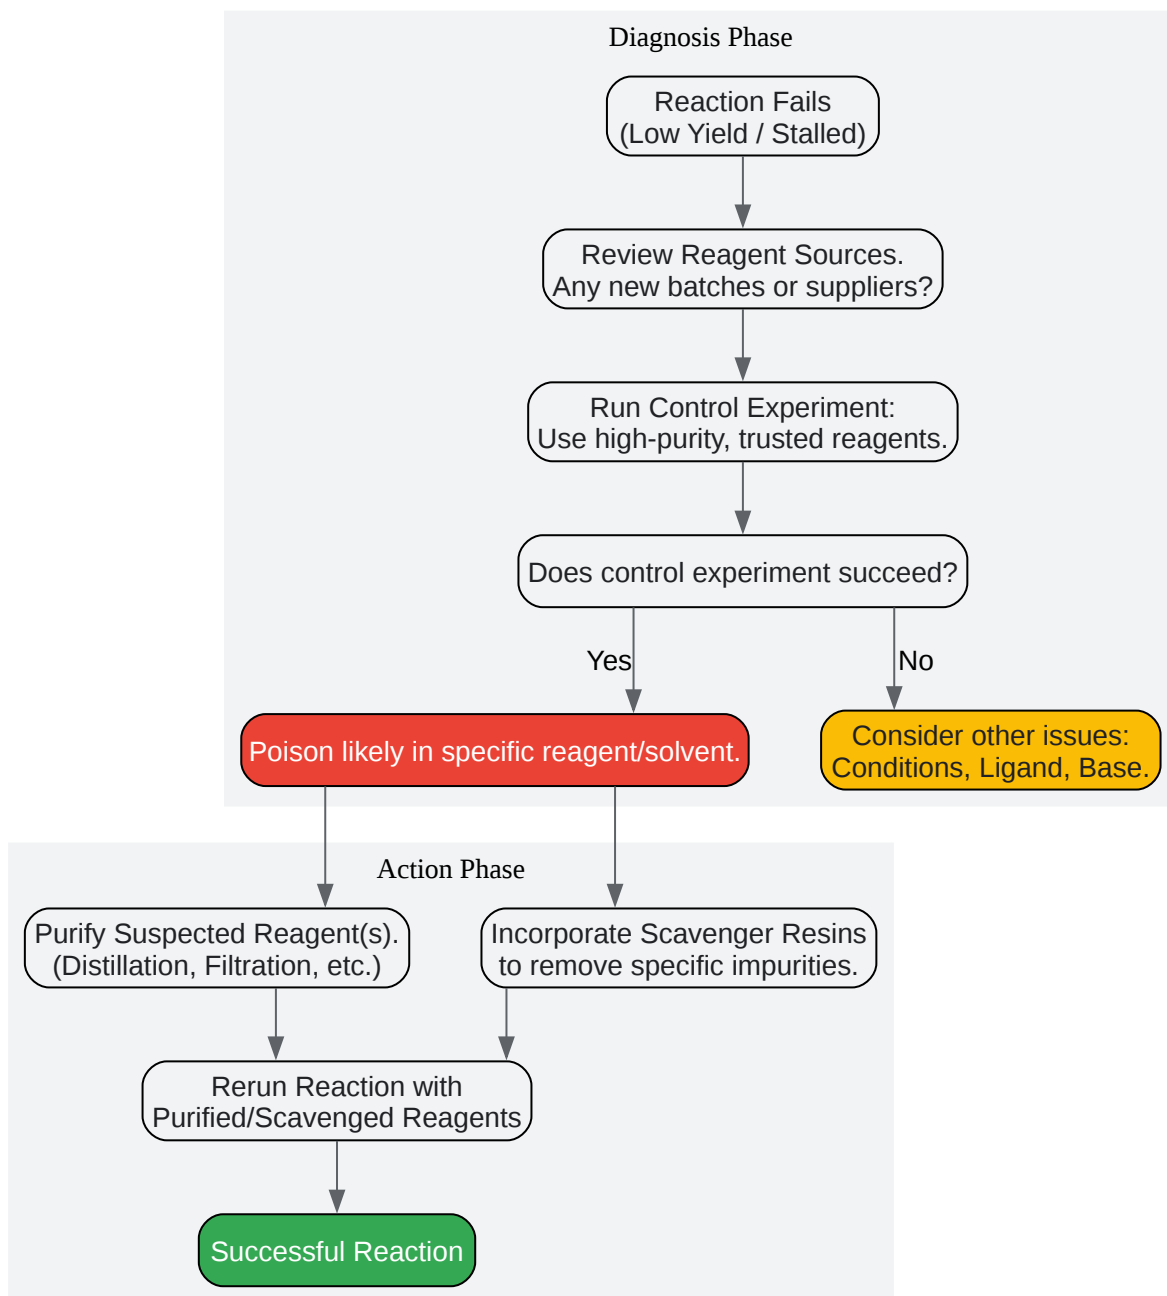 Diagnosis Phase
Reaction Fails
(Low Yield / Stalled)
Review Reagent Sources.
Any new batches or suppliers?
Run Control Experiment:
Use high-purity, trusted reagents.
Does control experiment succeed?
Yes
No
Poison likely in specific reagent/solvent.
Consider other issues:
Conditions, Ligand, Base.
Action Phase
Purify Suspected Reagent(s).
(Distillation, Filtration, etc.)
Incorporate Scavenger Resins
to remove specific impurities.
Rerun Reaction with
Purified/Scavenged Reagents
Successful Reaction